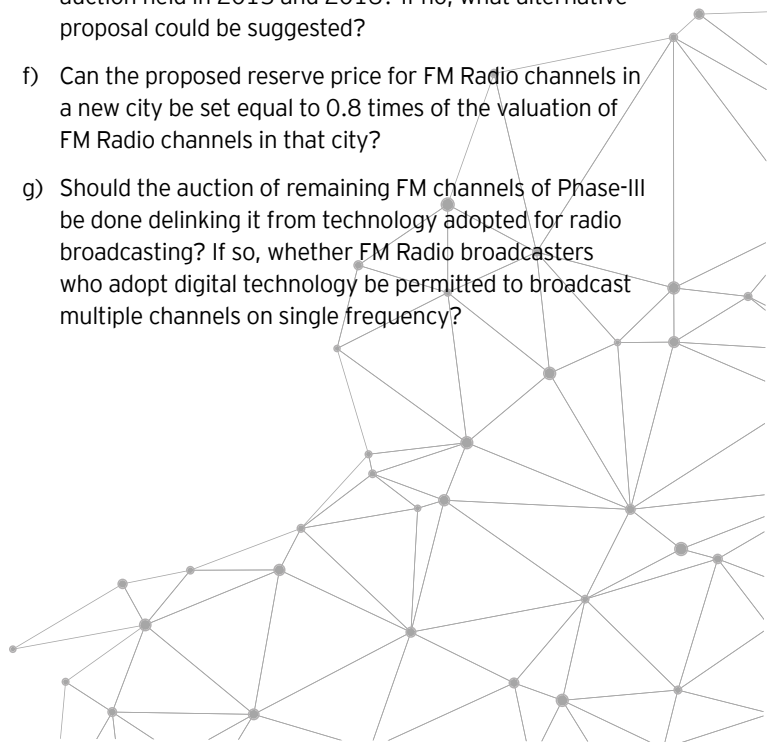 auction held in 2015 and 2016? If no, what alternative
proposal could be suggested?
f) Can the proposed reserve price for FM Radio channels in
a new city be set equal to 0.8 times of the valuation of
FM Radio channels in that city?
g) Should the auction of remaining FM channels of Phase-III
be done delinking it from technology adopted for radio
broadcasting? If so, whether FM Radio broadcasters
who adopt digital technology be permitted to broadcast
multiple channels on single frequency?